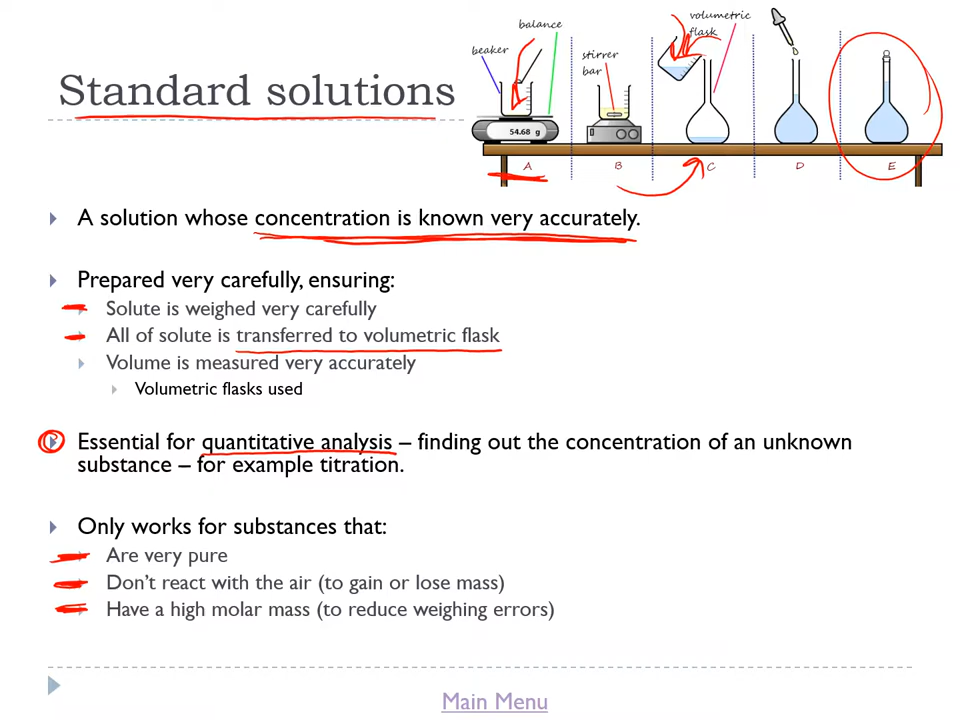 Standard solutions
beaker
balance
stirrer
bar
volumetric
flask
54.68 g
A
B
C
D
E
A solution whose concentration is known very accurately.
Prepared very carefully, ensuring:
Solute is weighed very carefully
All of solute is transferred to volumetric flask
Volume is measured very accurately
Volumetric flasks used
Essential for quantitative analysis – finding out the concentration of an unknown
substance – for example titration.
Only works for substances that:
Are very pure
Don't react with the air (to gain or lose mass)
Have a high molar mass (to reduce weighing errors)
Main Menu